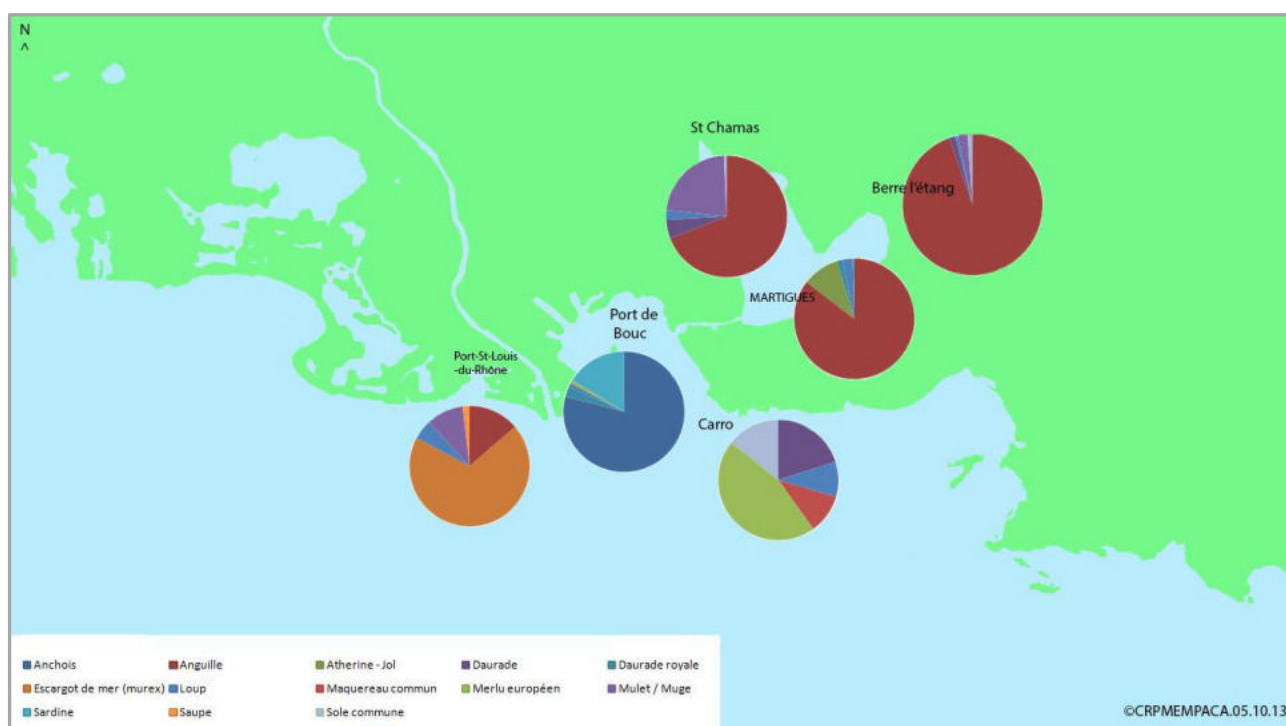 N
^
St Chamas
Berre l'étang
MARTIGUES
Port de
Bouc
Port-St-Louis
-du-Rhône
Carro
Anchois Anguille Atherine - Jol Daurade Daurade royale
Escargot de mer (murex) Loup Maquereau commun Merlu européen Mulet / Muge
Sardine Saupe Sole commune
©CRPMEMPACA.05.10.13